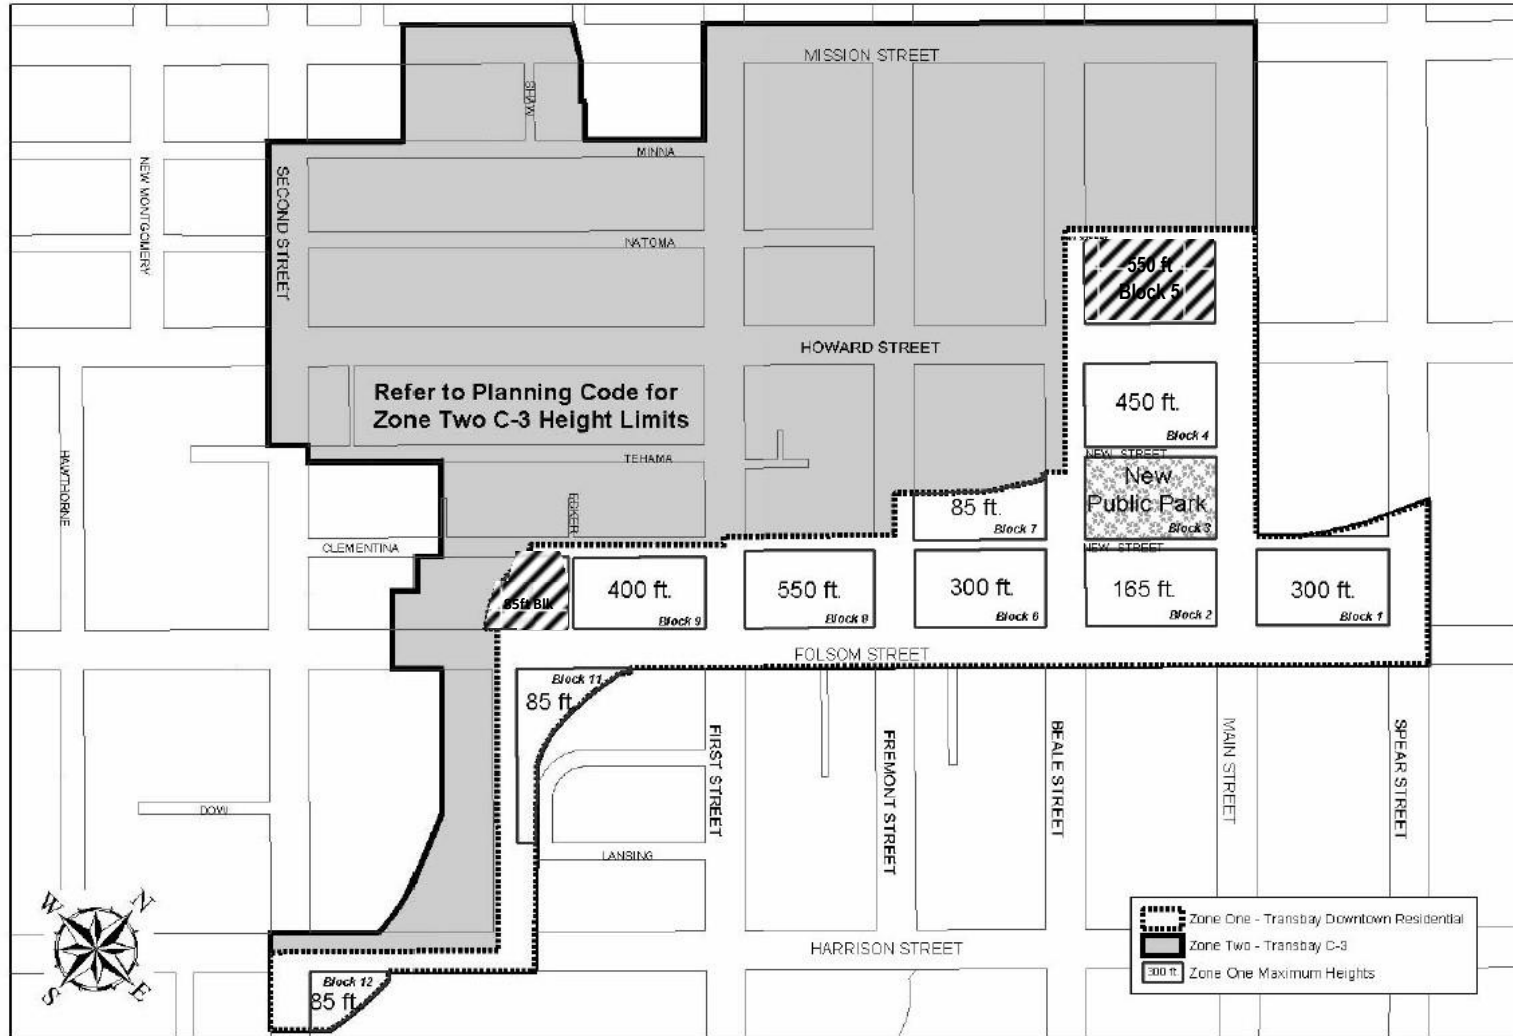 MISSION STREET
SHAW
MINNA
NEW MONTGOMERY
SECOND STREET
NATOMA
550 ft
Block 5
HOWARD STREET
Refer to Planning Code for
Zone Two C-3 Height Limits
450 ft.
Block 4
TEHAMA
NEW STREET
New
Public Park
Block 3
HAWTHORNE
ECKER
85 ft.
Block 7
CLEMENTINA
NEW STREET
85ft Blk
400 ft.
Block 9
550 ft.
Block 8
300 ft.
Block 6
165 ft.
Block 2
300 ft.
Block 1
FOLSOM STREET
Block 11
85 ft.
FIRST STREET
FREMONT STREET
BEALE STREET
MAIN STREET
SPEAR STREET
DOW
LANSING
W
N
S
E
HARRISON STREET
Block 12
85 ft.
Zone One - Transbay Downtown Residential
Zone Two - Transbay C-3
300 ft.
Zone One Maximum Heights